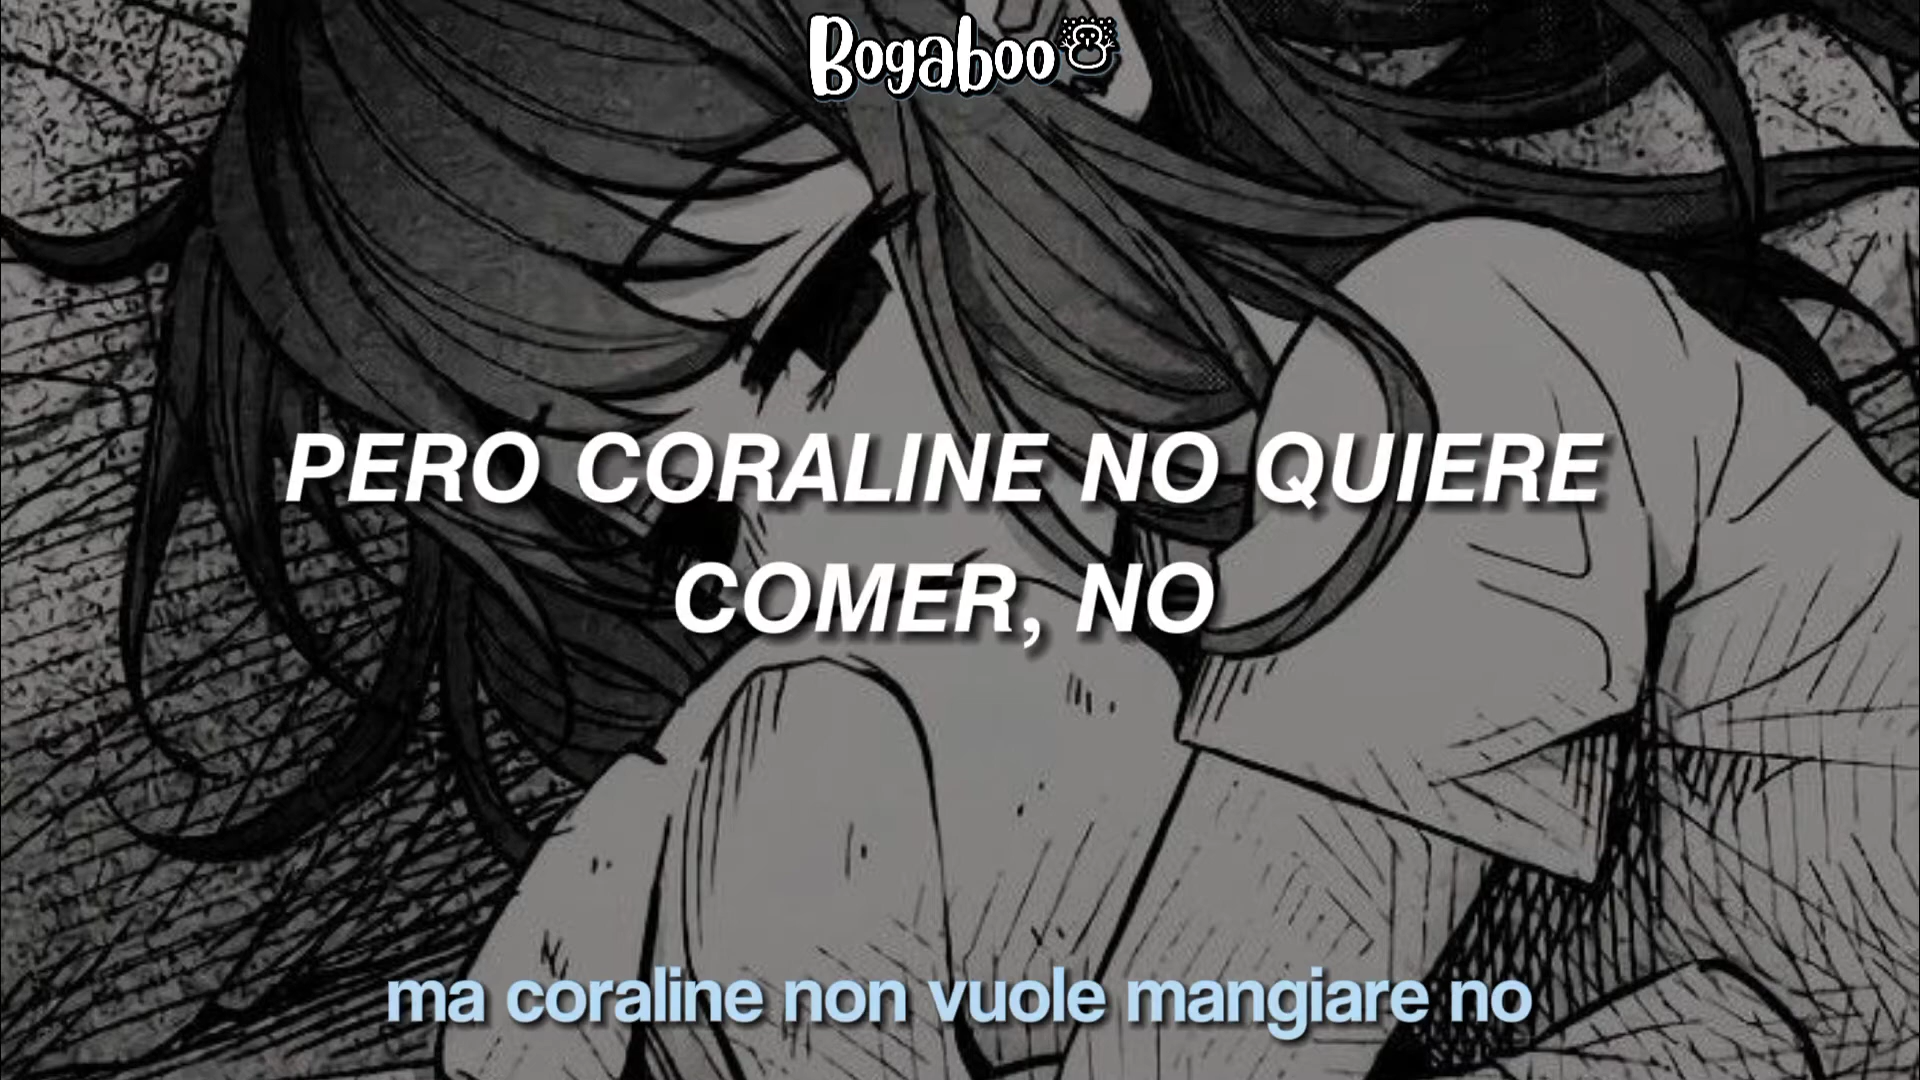 Bogaboo
PERO CORALINE NO QUIERE
COMER, NO
ma coraline non vuole mangiare no